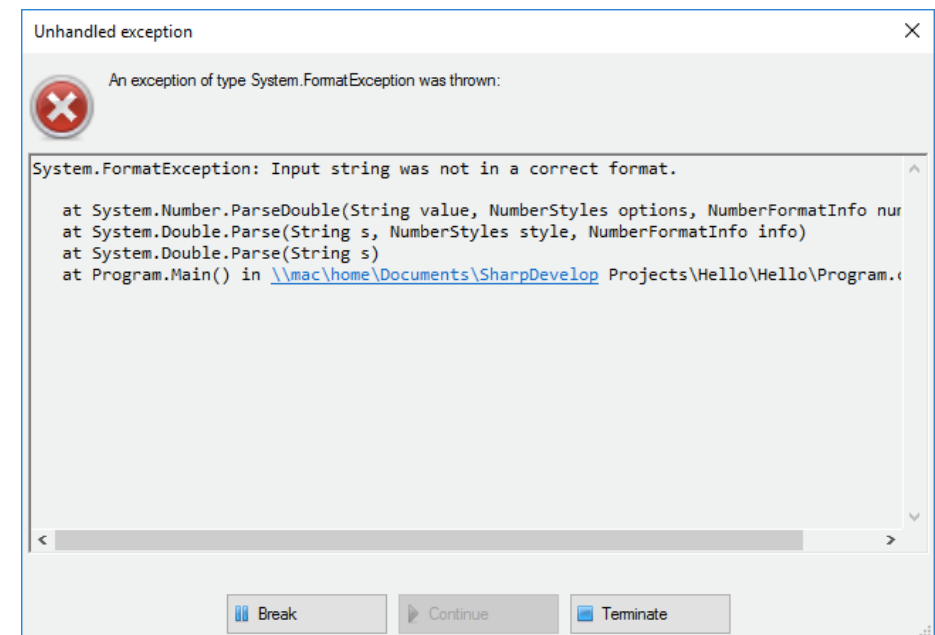 Unhandled exception
An exception of type System.FormatException was thrown:
System.FormatException: Input string was not in a correct format.
at System.Number.ParseDouble(String value, NumberStyles options, NumberFormatInfo nu
at System.Double.Parse(String s, NumberStyles style, NumberFormatInfo info)
at System.Double.Parse(String s)
at Program.Main() in \\mac\home\Documents\SharpDevelop Projects\Hello\Hello\Program.
Break
Continue
Terminate